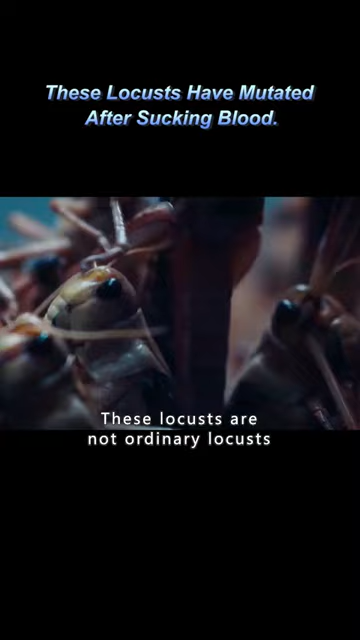 These Locusts Have Mutated
After Sucking Blood.
These locusts are
not ordinary locusts